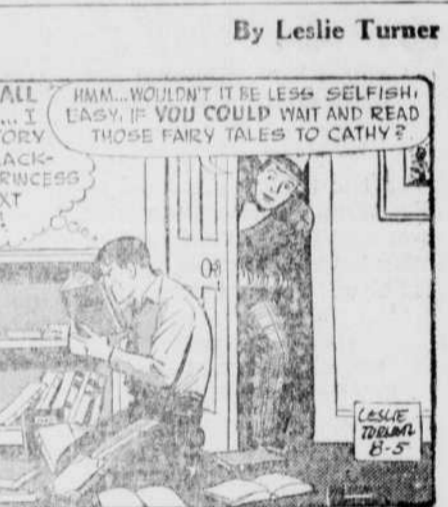 By Leslie Turner
ALL
... I
TORY
LACK-
RINCESS
XT
!
HMM...WOULDN'T IT BE LESS SELFISH,
EASY, IF YOU COULD WAIT AND READ
THOSE FAIRY TALES TO CATHY?
LESLIE
TURNER
8-5